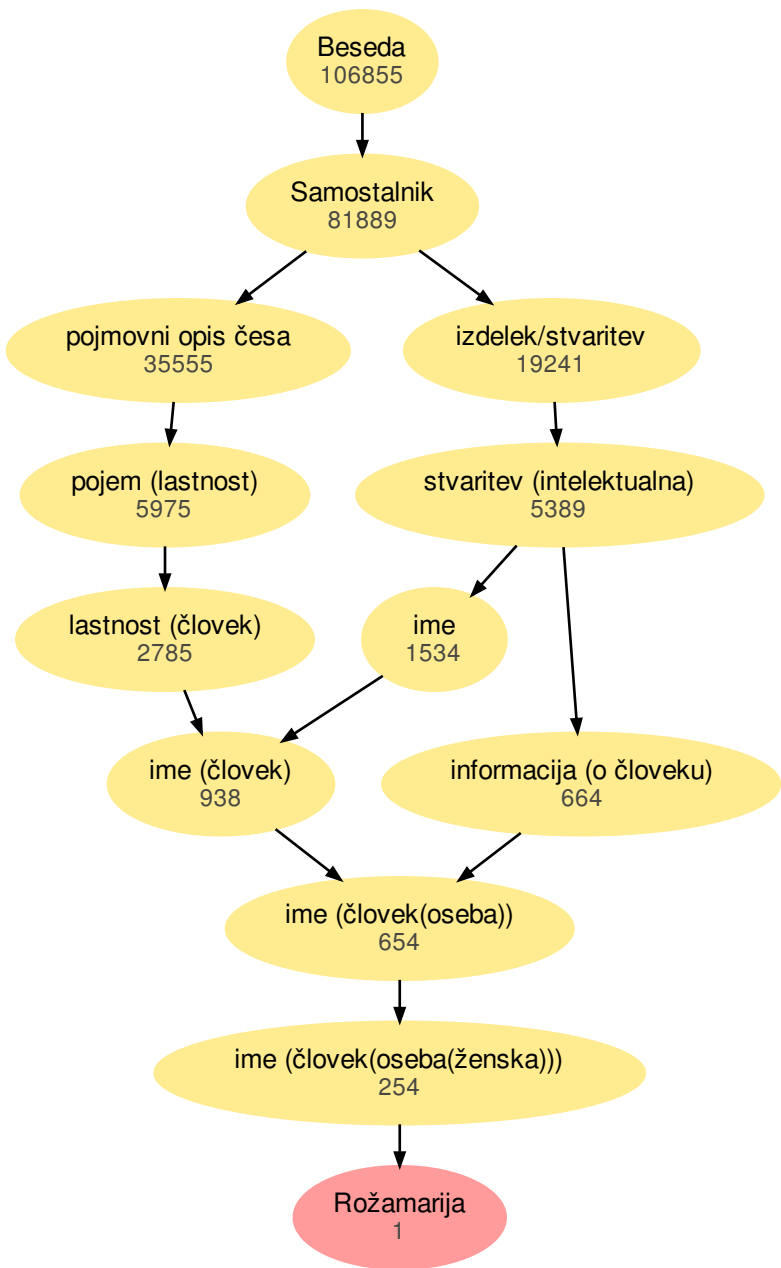 Beseda
106855
Samostalnik
81889
pojmovni opis česa
35555
izdelek/stvaritev
19241
pojem (lastnost)
5975
stvaritev (intelektualna)
5389
lastnost (človek)
2785
ime
1534
ime (človek)
938
informacija (o človeku)
664
ime (človek(oseba))
654
ime (človek(oseba(ženska)))
254
Rožamarija
1